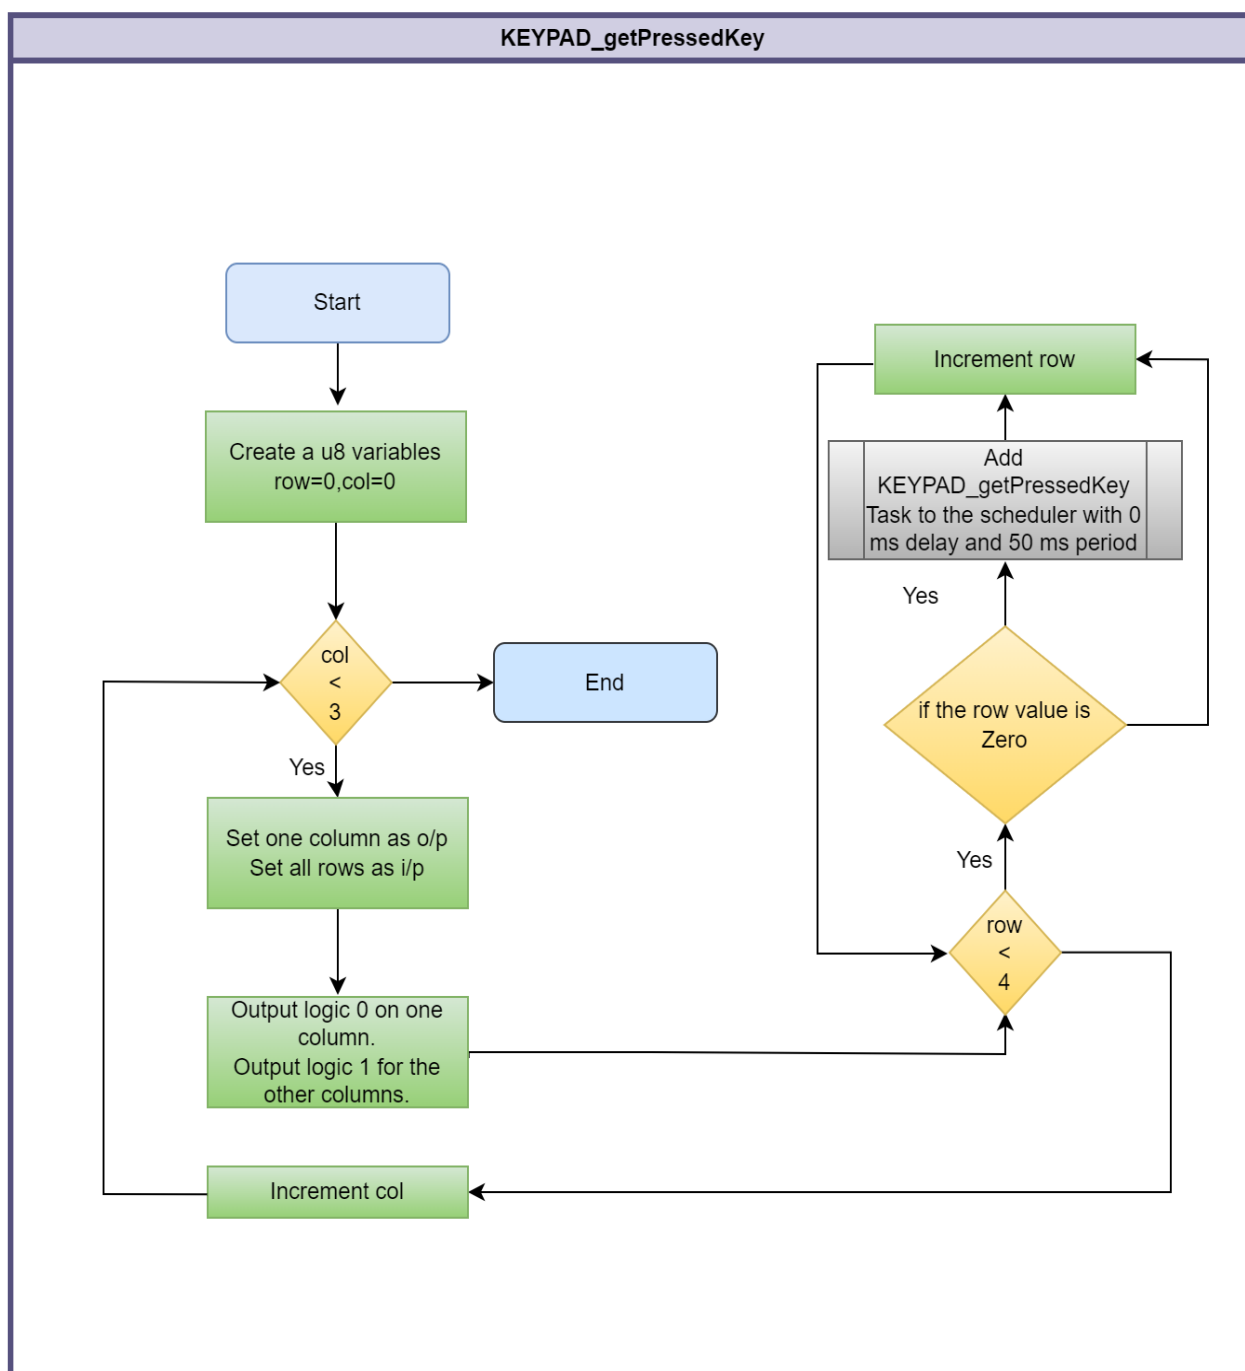 KEYPAD_getPressedKey
Start
Create a u8 variables
row=0,col=0
col
<
3
End
Yes
Set one column as o/p
Set all rows as i/p
Output logic 0 on one
column.
Output logic 1 for the
other columns.
Increment col
Increment row
Add
KEYPAD_getPressedKey
Task to the scheduler with 0
ms delay and 50 ms period
Yes
if the row value is
Zero
Yes
row
<
4